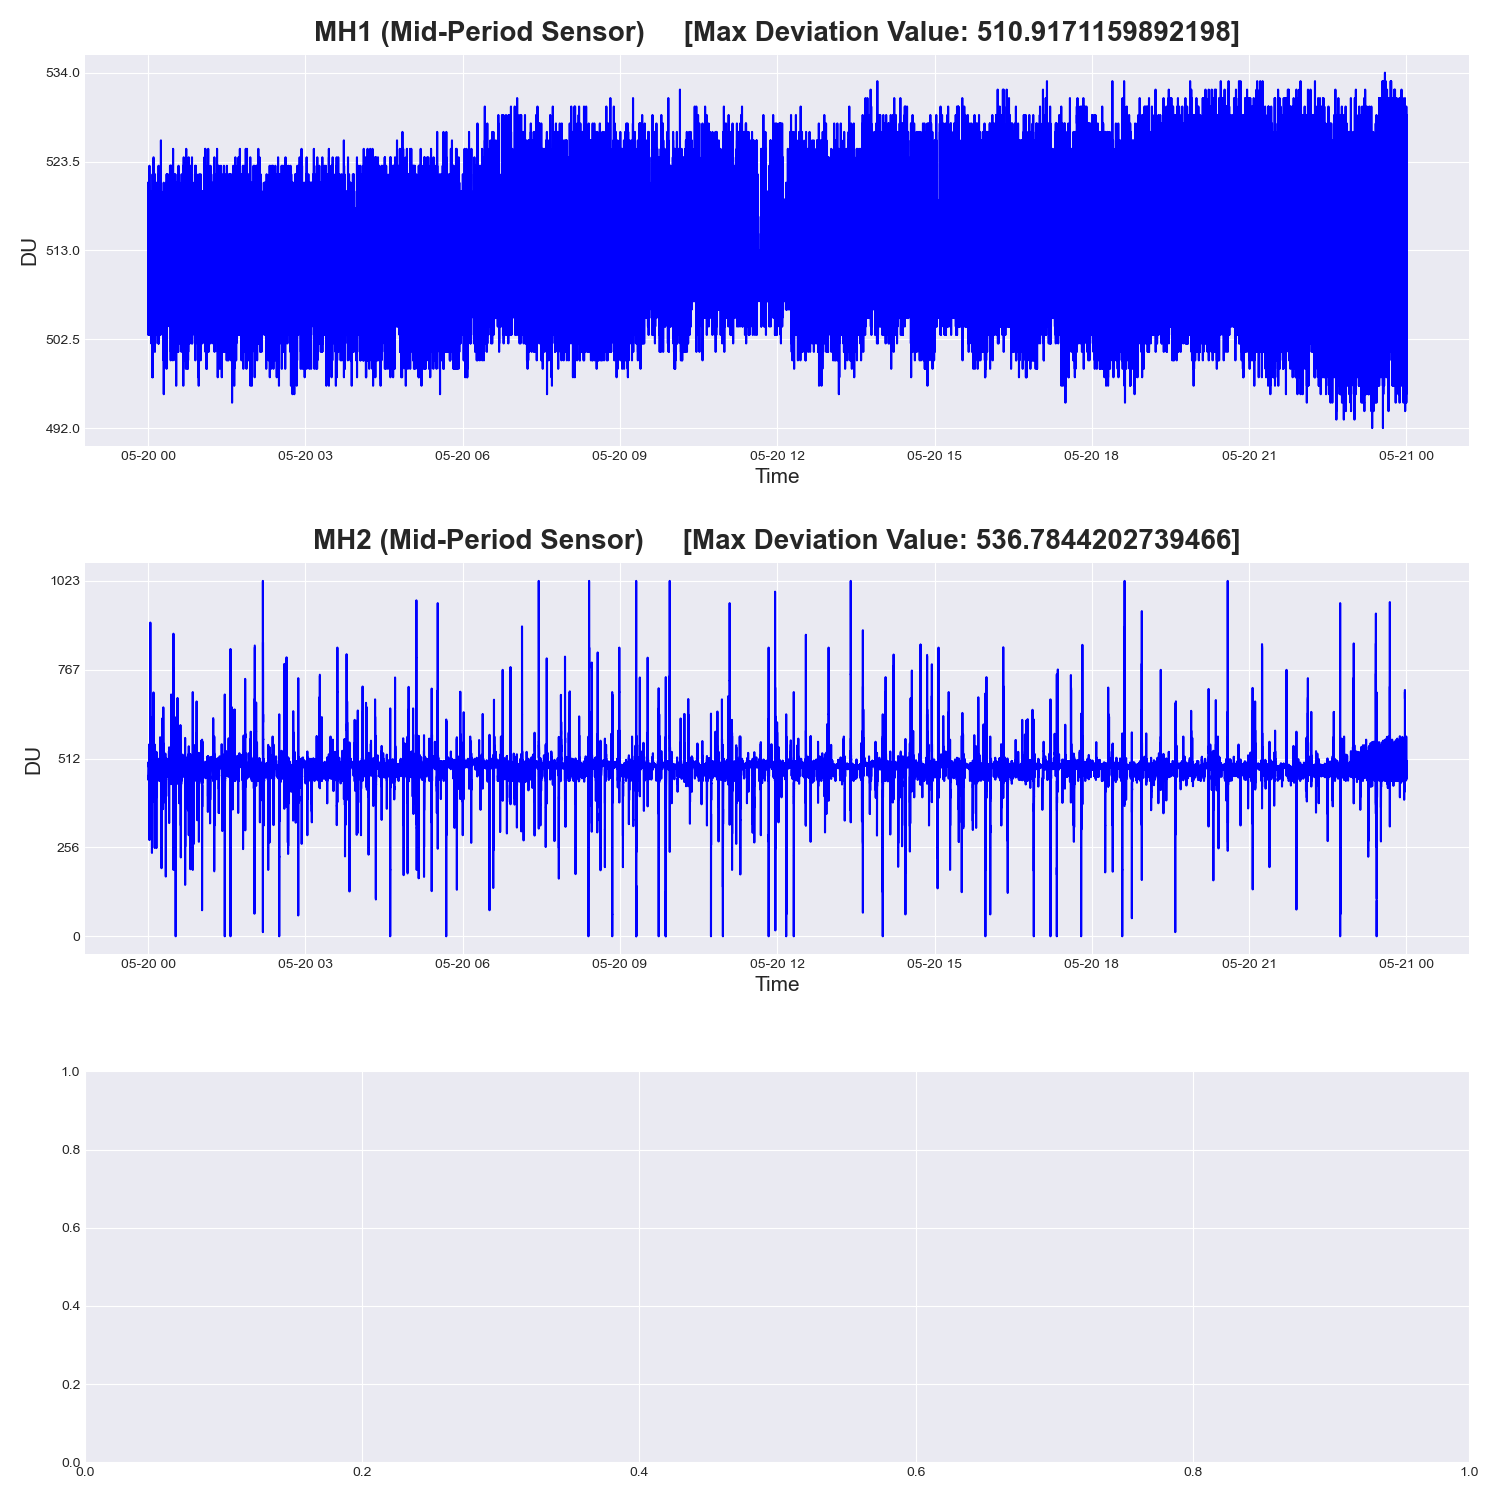 MH1 (Mid-Period Sensor) [Max Deviation Value: 510.9171159892198]
534.0
523.5
513.0
502.5
492.0
DU
05-20 00 05-20 03 05-20 06 05-20 09 05-20 12 05-20 15 05-20 18 05-20 21 05-21 00
Time
MH2 (Mid-Period Sensor) [Max Deviation Value: 536.7844202739466]
1023
767
512
256
0
DU
05-20 00 05-20 03 05-20 06 05-20 09 05-20 12 05-20 15 05-20 18 05-20 21 05-21 00
Time
1.0
0.8
0.6
0.4
0.2
0.0
0.0 0.2 0.4 0.6 0.8 1.0